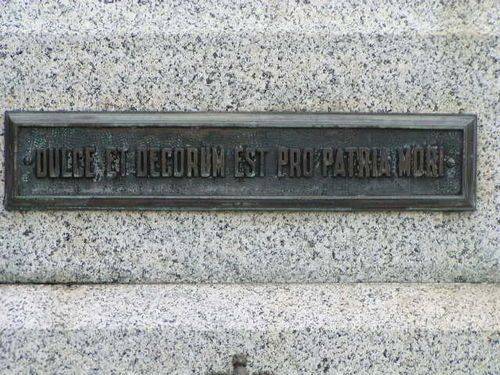 DULCE ET DECORUM EST PRO PATRIA MORI